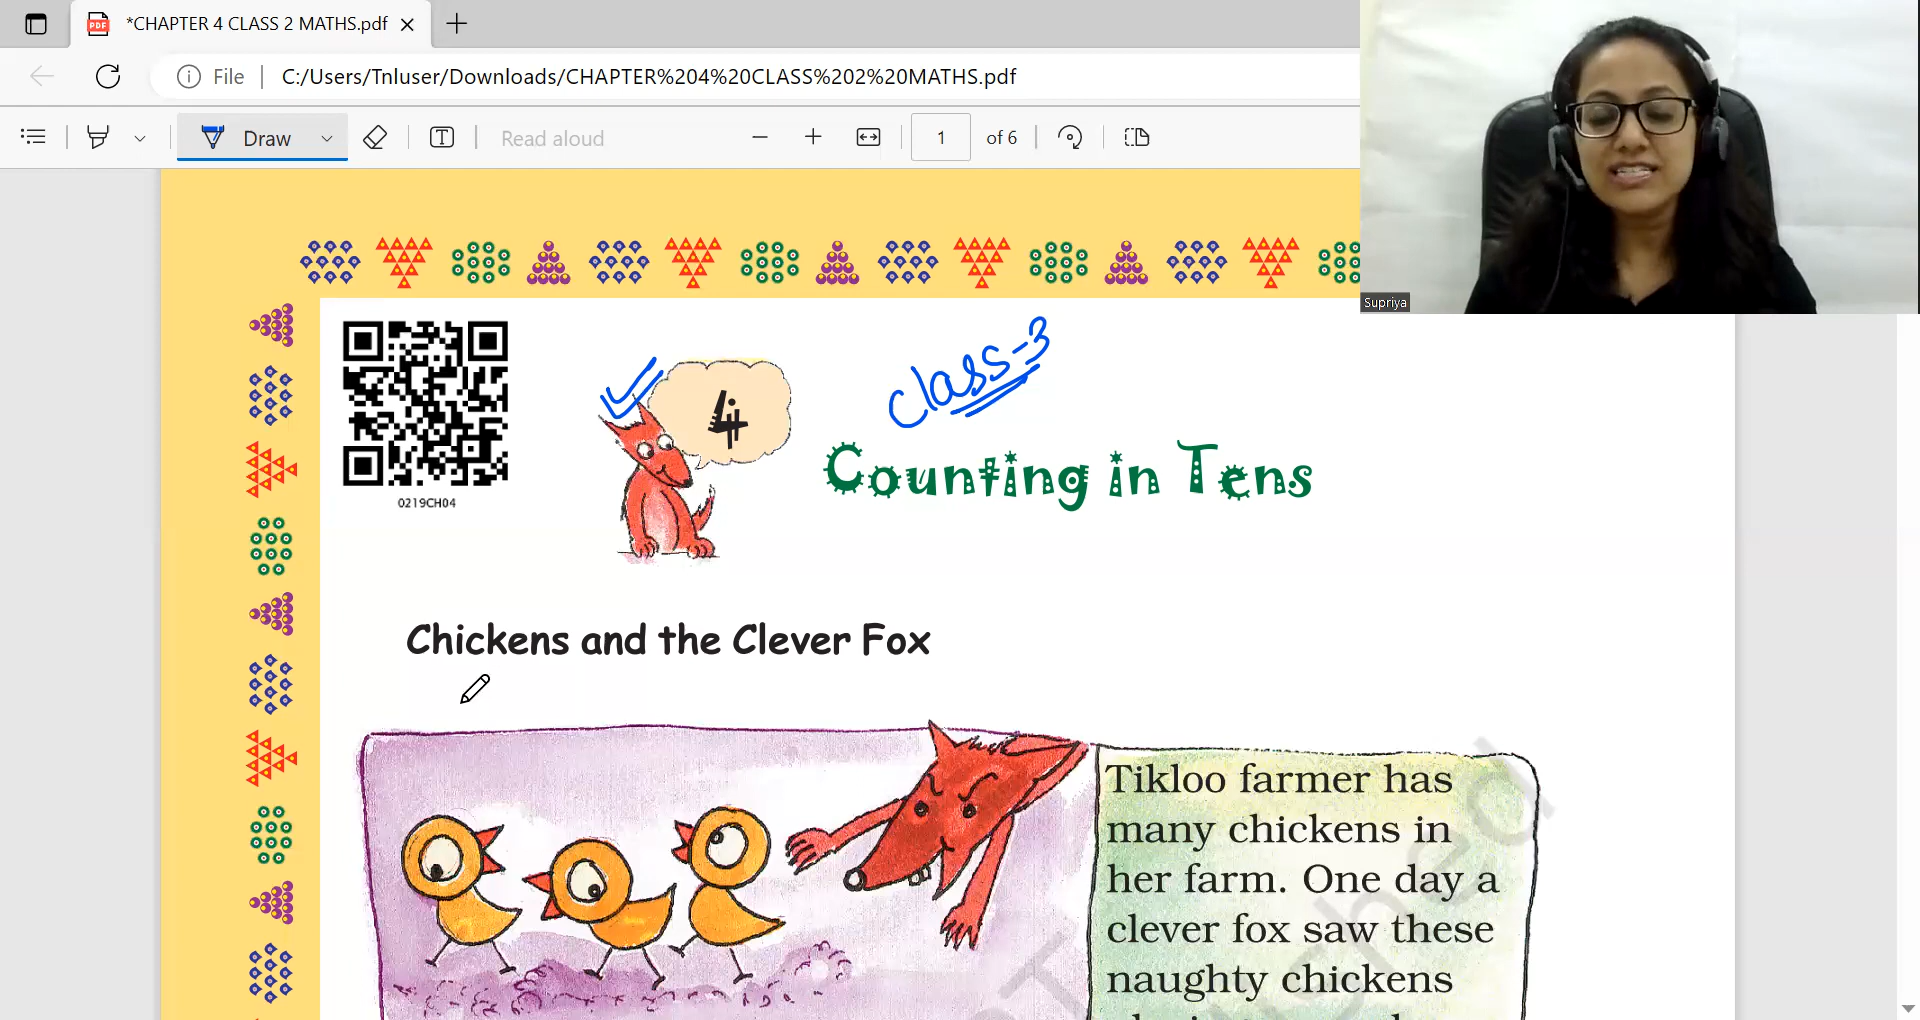 *CHAPTER 4 CLASS 2 MATHS.pdf
File
C:/Users/Tnluser/Downloads/CHAPTER%204%20CLASS%202%20MATHS.pdf
Draw
Read aloud
1 of 6
Supriya
0219CH04
4
Class-3
Counting in Tens
Chickens and the Clever Fox
Tikloo farmer has
many chickens in
her farm. One day a
clever fox saw these
naughty chickens